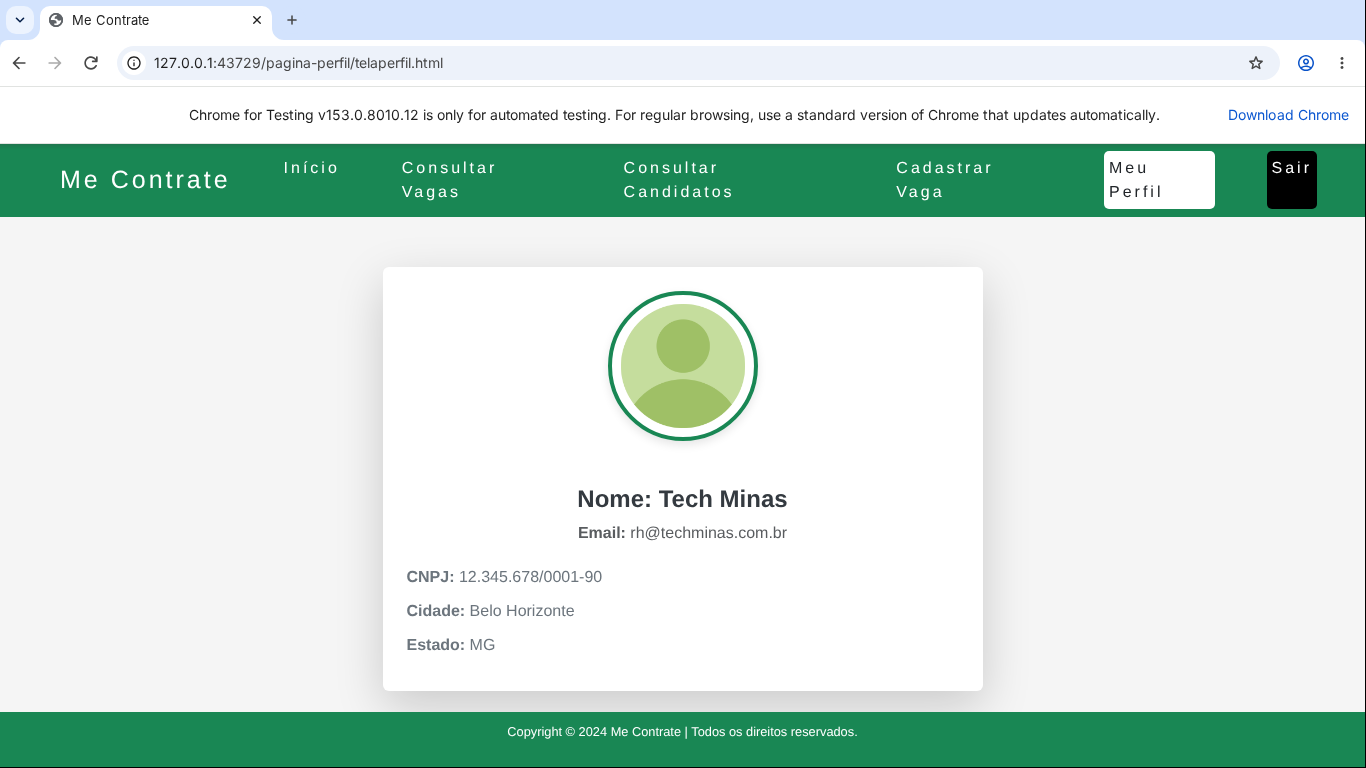 Me Contrate
127.0.0.1:43729/pagina-perfil/telaperfil.html
Chrome for Testing v153.0.8010.12 is only for automated testing. For regular browsing, use a standard version of Chrome that updates automatically. Download Chrome
Me Contrate
Início
Consultar
Vagas
Consultar
Candidatos
Cadastrar
Vaga
Meu
Perfil
Sair
Nome: Tech Minas
Email: rh@techminas.com.br
CNPJ: 12.345.678/0001-90
Cidade: Belo Horizonte
Estado: MG
Copyright © 2024 Me Contrate | Todos os direitos reservados.